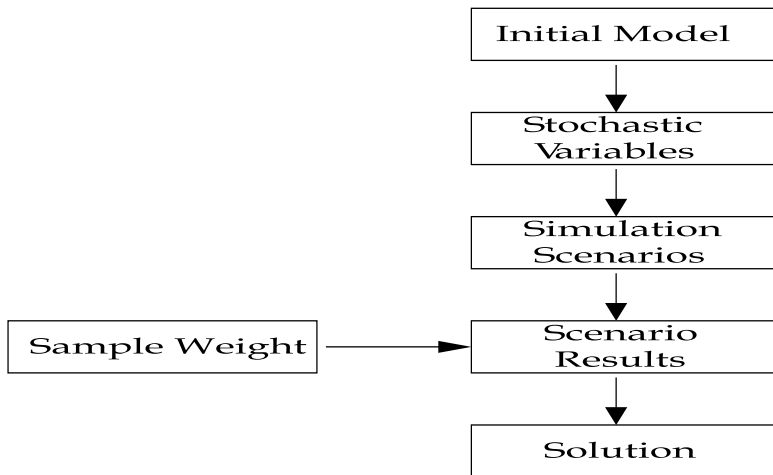 Initial Model
Stochastic
Variables
Simulation
Scenarios
Sample Weight
Scenario
Results
Solution